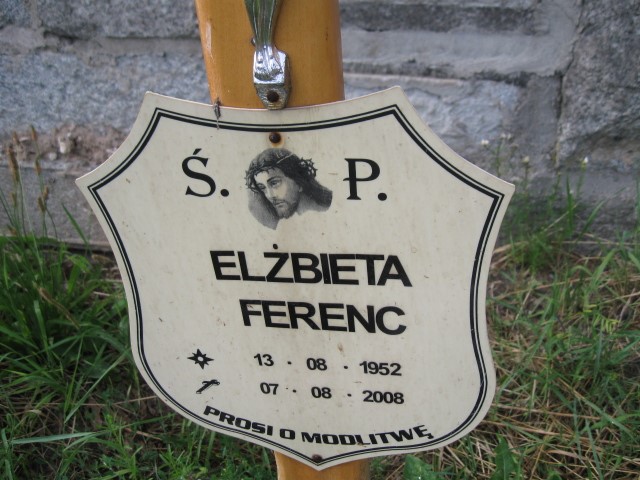 Ś. P.
ELŻBIETA
FERENC
13 · 08 · 1952
07 · 08 · 2008
PROSI O MODLITWĘ